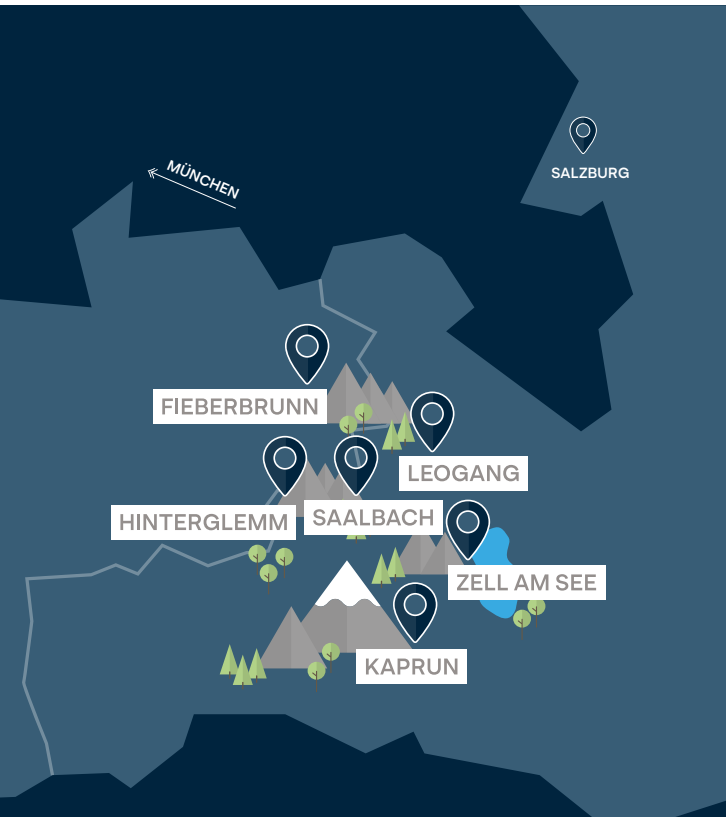 MÜNCHEN
SALZBURG
FIEBERBRUNN
LEOGANG
SAALBACH
HINTERGLEMM
ZELL AM SEE
KAPRUN